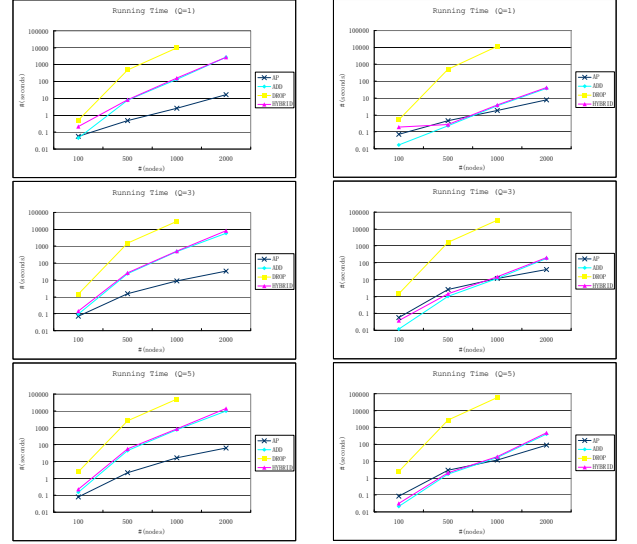 Running Time (Q=1)
100000
10000
1000
100
10
1
0.1
0.01
#(seconds)
100 500 1000 2000
#(nodes)
AP
ADD
DROP
HYBRID
Running Time (Q=1)
100000
10000
1000
100
10
1
0.1
0.01
#(seconds)
100 500 1000 2000
#(nodes)
AP
ADD
DROP
HYBRID
Running Time (Q=3)
100000
10000
1000
100
10
1
0.1
0.01
#(seconds)
100 500 1000 2000
#(nodes)
AP
ADD
DROP
HYBRID
Running Time (Q=3)
100000
10000
1000
100
10
1
0.1
0.01
#(seconds)
100 500 1000 2000
#(nodes)
AP
ADD
DROP
HYBRID
Running Time (Q=5)
100000
10000
1000
100
10
1
0.1
0.01
#(seconds)
100 500 1000 2000
#(nodes)
AP
ADD
DROP
HYBRID
Running Time (Q=5)
100000
10000
1000
100
10
1
0.1
0.01
#(seconds)
100 500 1000 2000
#(nodes)
AP
ADD
DROP
HYBRID